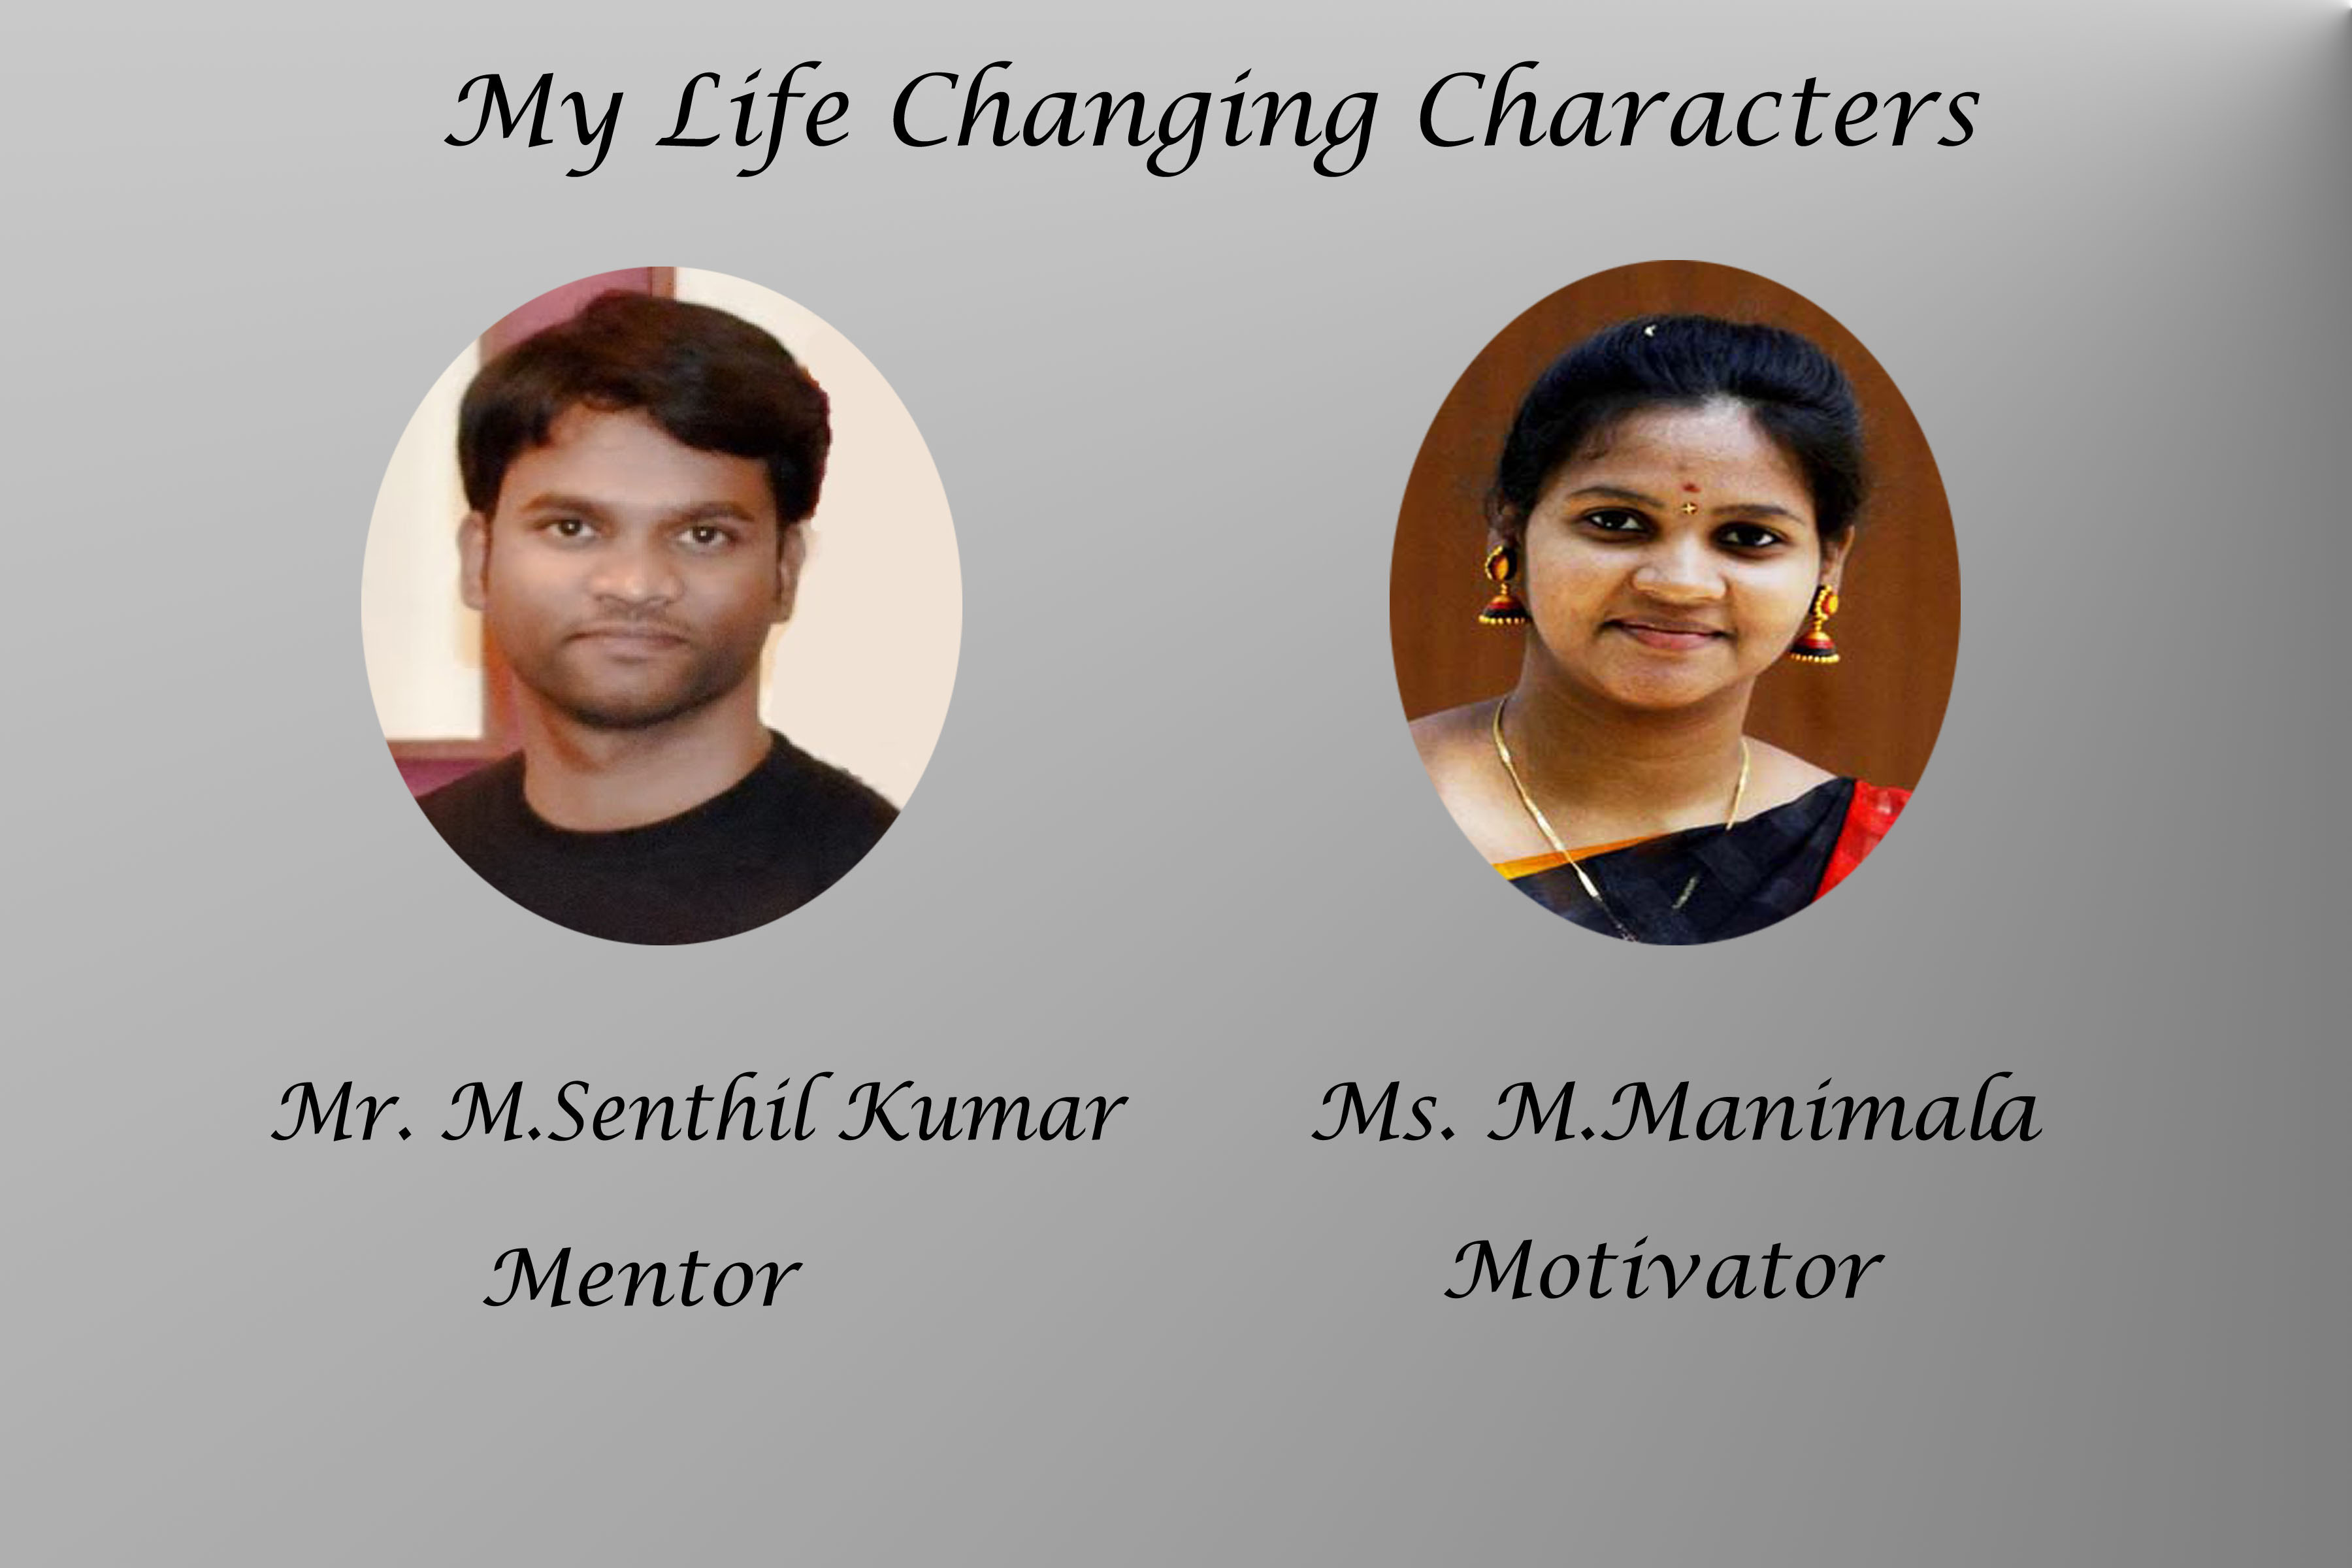 My Life Changing Characters
Mr. M.Senthil Kumar
Ms. M.Manimala
Mentor
Motivator